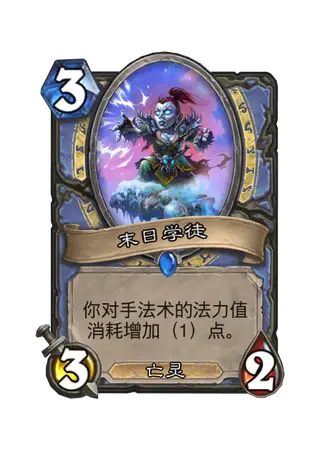 3
末日学徒
你对手法术的法力值
消耗增加（1）点。
3
亡灵
2